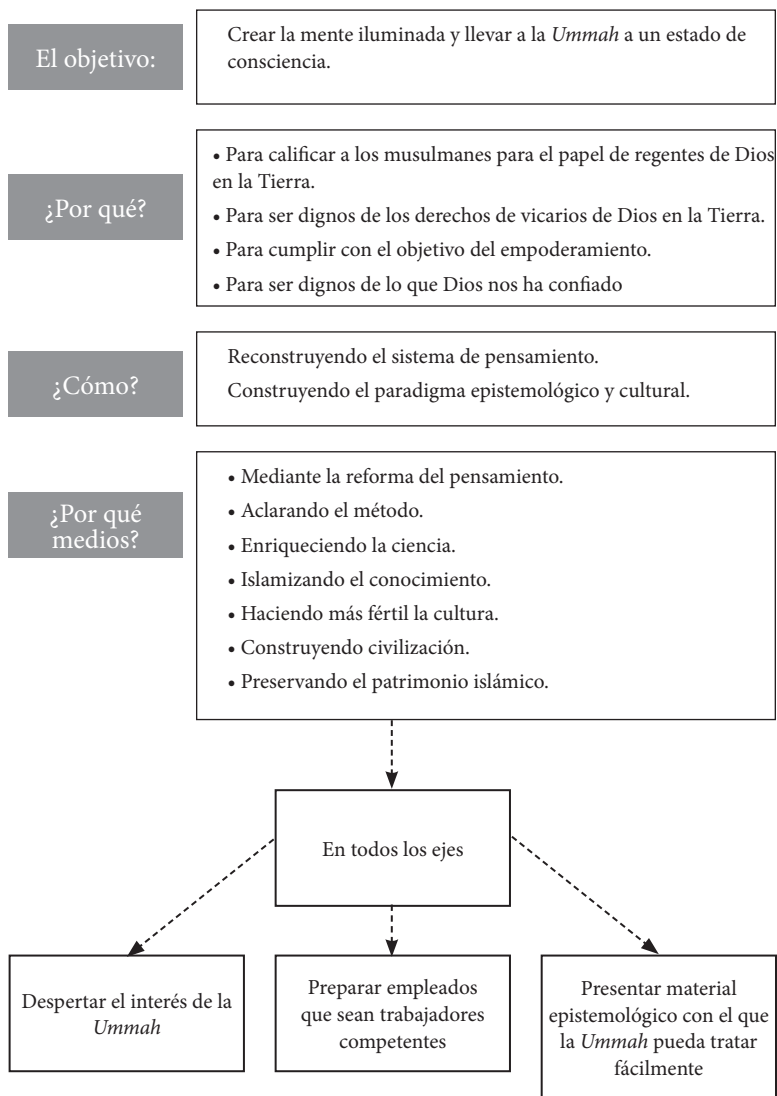 El objetivo:
Crear la mente iluminada y llevar a la Ummah a un estado de
consciencia.
¿Por qué?
• Para calificar a los musulmanes para el papel de regentes de Dios
en la Tierra.
• Para ser dignos de los derechos de vicarios de Dios en la Tierra.
• Para cumplir con el objetivo del empoderamiento.
• Para ser dignos de lo que Dios nos ha confiado
¿Cómo?
Reconstruyendo el sistema de pensamiento.
Construyendo el paradigma epistemológico y cultural.
¿Por qué
medios?
• Mediante la reforma del pensamiento.
• Aclarando el método.
• Enriqueciendo la ciencia.
• Islamizando el conocimiento.
• Haciendo más fértil la cultura.
• Construyendo civilización.
• Preservando el patrimonio islámico.
En todos los ejes
Despertar el interés de la
Ummah
Preparar empleados
que sean trabajadores
competentes
Presentar material
epistemológico con el que
la Ummah pueda tratar
fácilmente